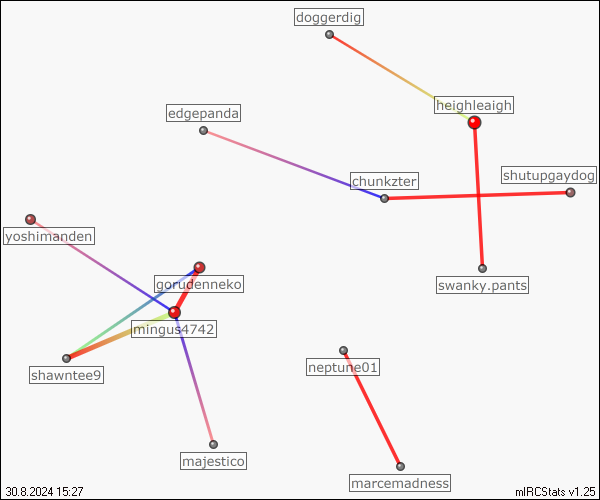 doggerdig
heighleaigh
edgepanda
shutupgaydog
chunkzter
yoshimanden
gorudenneko
swanky.pants
mingus4742
neptune01
shawntee9
majestico
marcemadness
30.8.2024 15:27
mIRCStats v1.25